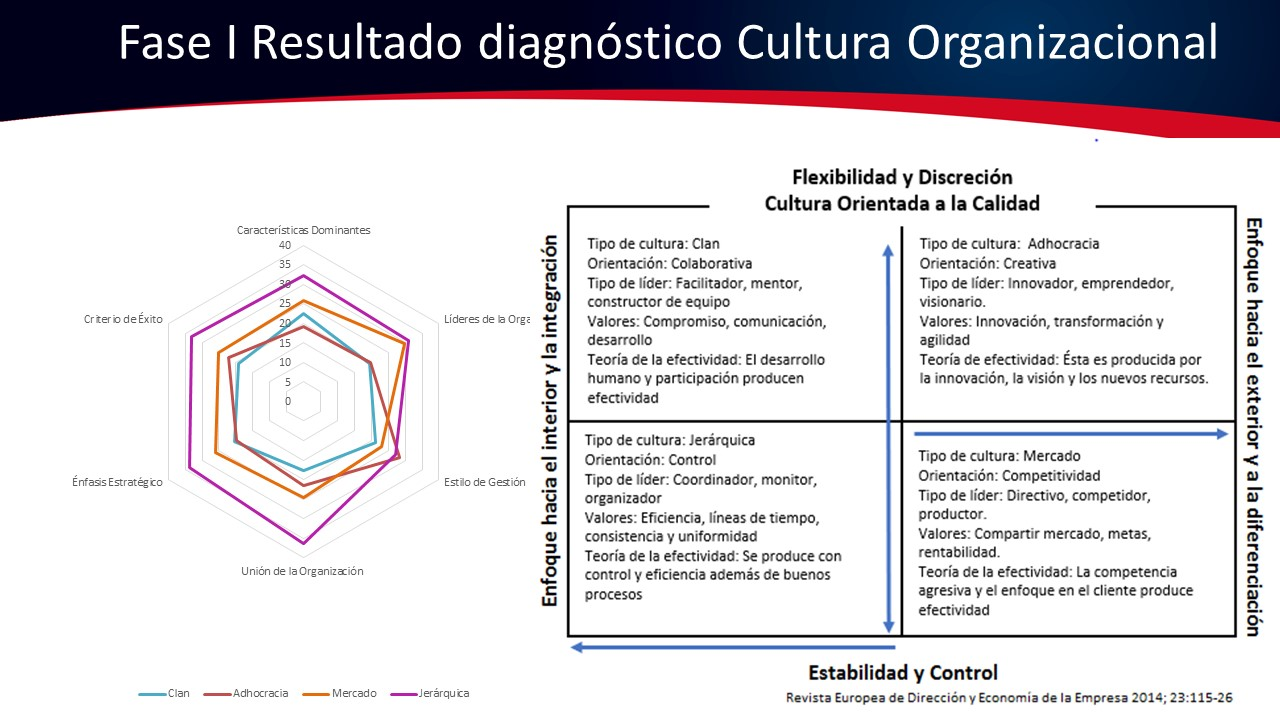 Fase I Resultado diagnóstico Cultura Organizacional
Características Dominantes
40
35
30
25
20
15
10
5
0
Criterio de Éxito
Líderes de la Orga
Énfasis Estratégico
Estilo de Gestión
Unión de la Organización
Clan
Adhocracia
Mercado
Jerárquica
Flexibilidad y Discreción
Cultura Orientada a la Calidad
Enfoque hacia el interior y la integración
Tipo de cultura: Clan
Orientación: Colaborativa
Tipo de líder: Facilitador, mentor,
constructor de equipo
Valores: Compromiso, comunicación,
desarrollo
Teoría de la efectividad: El desarrollo
humano y participación producen
efectividad
Tipo de cultura: Adhocracia
Orientación: Creativa
Tipo de líder: Innovador, emprendedor,
visionario.
Valores: Innovación, transformación y
agilidad
Teoría de efectividad: Ésta es producida por
la innovación, la visión y los nuevos recursos.
Tipo de cultura: Jerárquica
Orientación: Control
Tipo de líder: Coordinador, monitor,
organizador
Valores: Eficiencia, líneas de tiempo,
consistencia y uniformidad
Teoría de la efectividad: Se produce con
control y eficiencia además de buenos
procesos
Tipo de cultura: Mercado
Orientación: Competitividad
Tipo de líder: Directivo, competidor,
productor.
Valores: Compartir mercado, metas,
rentabilidad.
Teoría de la efectividad: La competencia
agresiva y el enfoque en el cliente produce
efectividad
Enfoque hacia el exterior y a la diferenciación
Estabilidad y Control
Revista Europea de Dirección y Economía de la Empresa 2014; 23:115-26